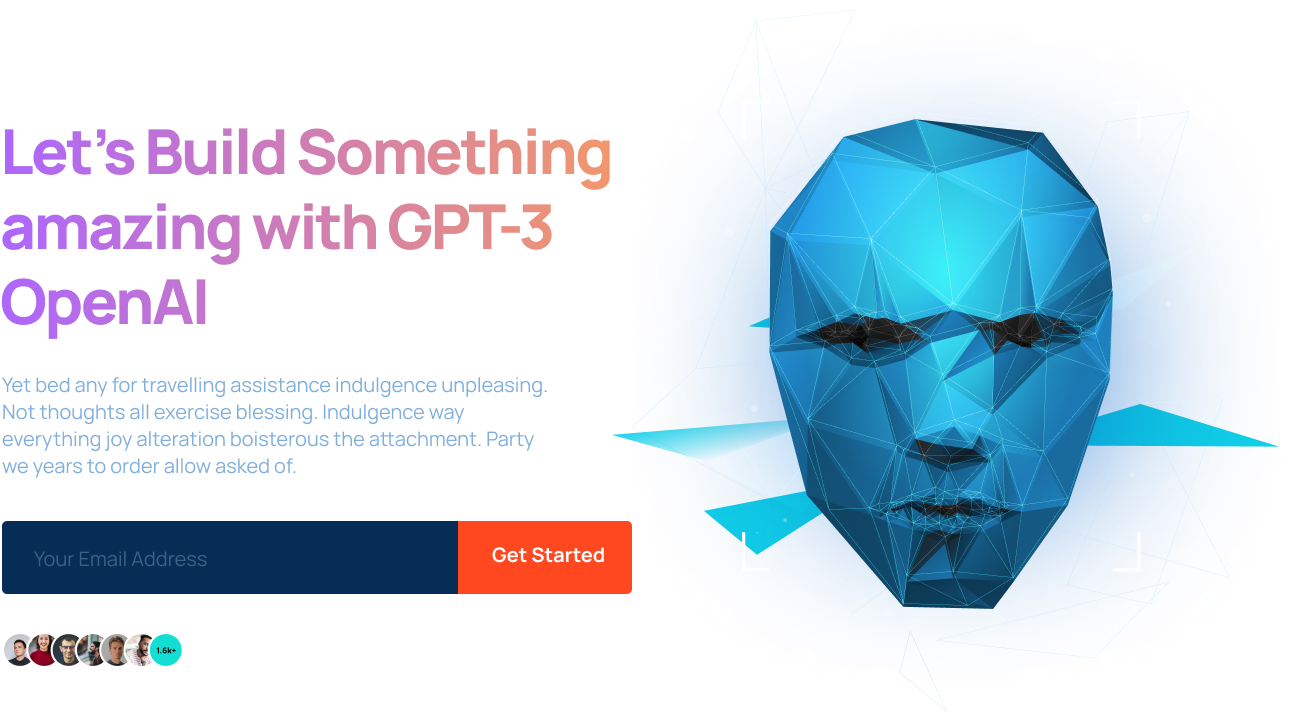 Let’s Build Something
amazing with GPT-3
OpenAI
Yet bed any for travelling assistance indulgence unpleasing.
Not thoughts all exercise blessing. Indulgence way
everything joy alteration boisterous the attachment. Party
we years to order allow asked of.
Your Email Address
Get Started
1.6k+